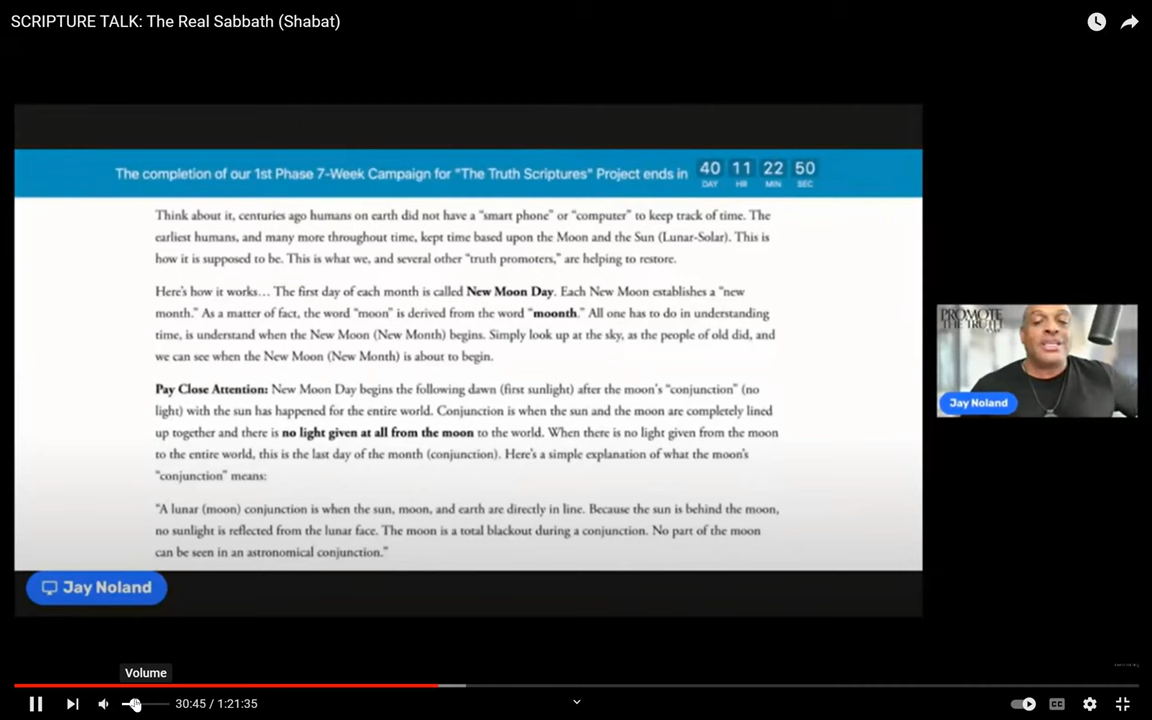 SCRIPTURE TALK: The Real Sabbath (Shabat)
The completion of our 1st Phase 7-Week Campaign for "The Truth Scriptures" Project ends in
40 11 22 50
DAY HR MIN SEC
Think about it, centuries ago humans on earth did not have a “smart phone” or “computer” to keep track of time. The
earliest humans, and many more throughout time, kept time based upon the Moon and the Sun (Lunar-Solar). This is
how it is supposed to be. This is what we, and several other “truth promoters,” are helping to restore.
Here’s how it works… The first day of each month is called New Moon Day. Each New Moon establishes a “new
month.” As a matter of fact, the word “moon” is derived from the word “moonth.” All one has to do in understanding
time, is understand when the New Moon (New Month) begins. Simply look up at the sky, as the people of old did, and
we can see when the New Moon (New Month) is about to begin.
Pay Close Attention: New Moon Day begins the following dawn (first sunlight) after the moon’s “conjunction” (no
light) with the sun has happened for the entire world. Conjunction is when the sun and the moon are completely lined
up together and there is no light given at all from the moon to the world. When there is no light given from the moon
to the entire world, this is the last day of the month (conjunction). Here’s a simple explanation of what the moon’s
“conjunction” means:
“A lunar (moon) conjunction is when the sun, moon, and earth are directly in line. Because the sun is behind the moon,
no sunlight is reflected from the lunar face. The moon is a total blackout during a conjunction. No part of the moon
can be seen in an astronomical conjunction.”
PROMOTE
THE TRUTH
Jay Noland
Jay Noland
Volume
30:45 / 1:21:35
CC